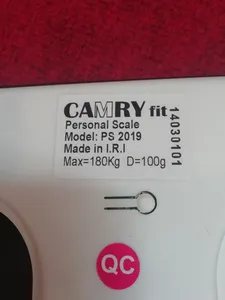 CAMRY fit
Personal Scale
Model: PS 2019
Made in I.R.I
Max=180Kg D=100g
14030101
QC